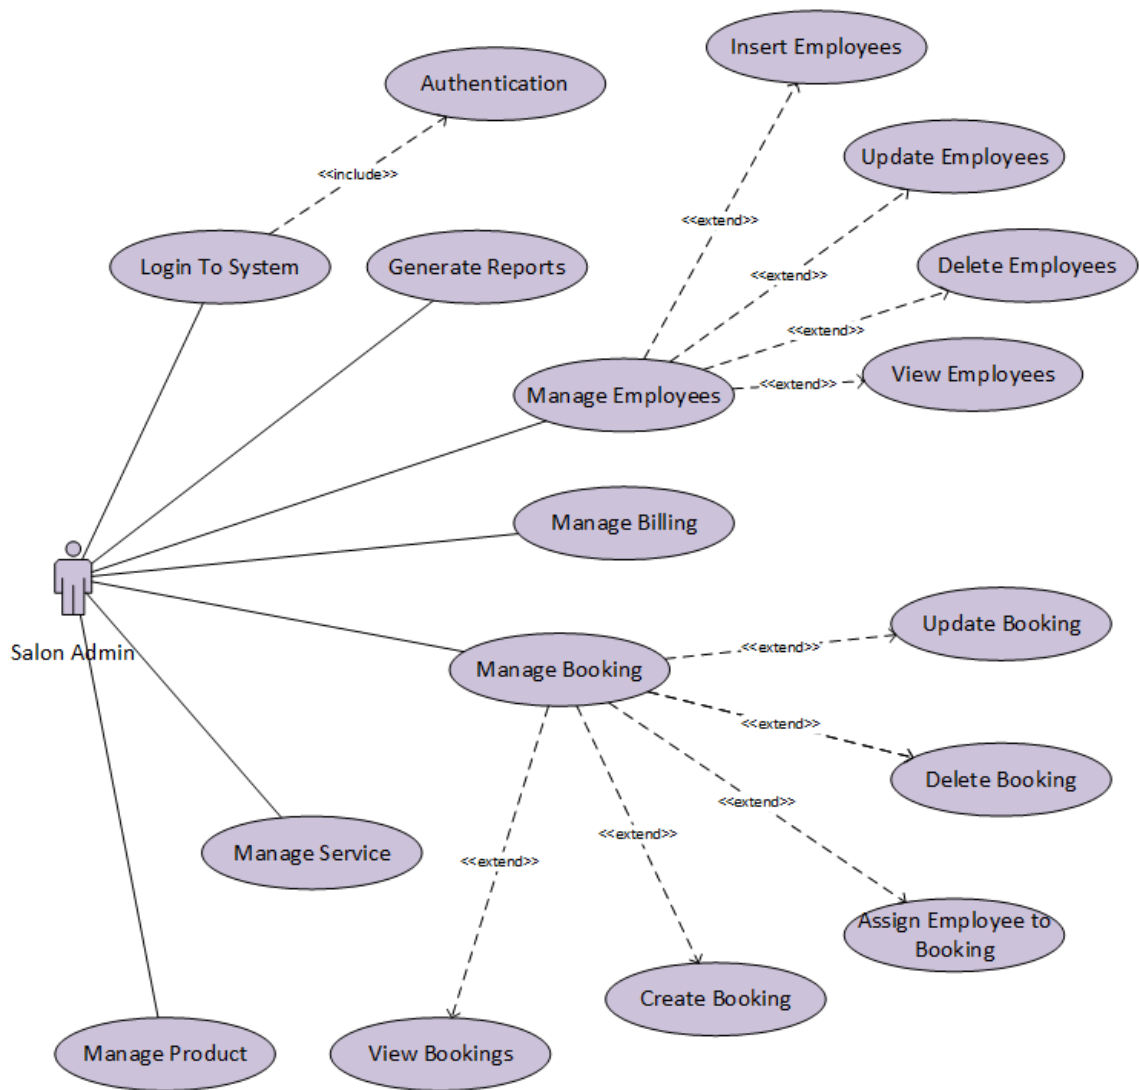 Insert Employees
Authentication
Update Employees
<<include>>
<<extend>>
Login To System
Generate Reports
Delete Employees
<<extend>>
<<extend>>
View Employees
<<extend>>
Manage Employees
Manage Billing
Update Booking
Salon Admin
Manage Booking
<<extend>>
<<extend>>
Delete Booking
<<extend>>
<<extend>>
Manage Service
<<extend>>
Assign Employee to
Booking
Create Booking
Manage Product
View Bookings